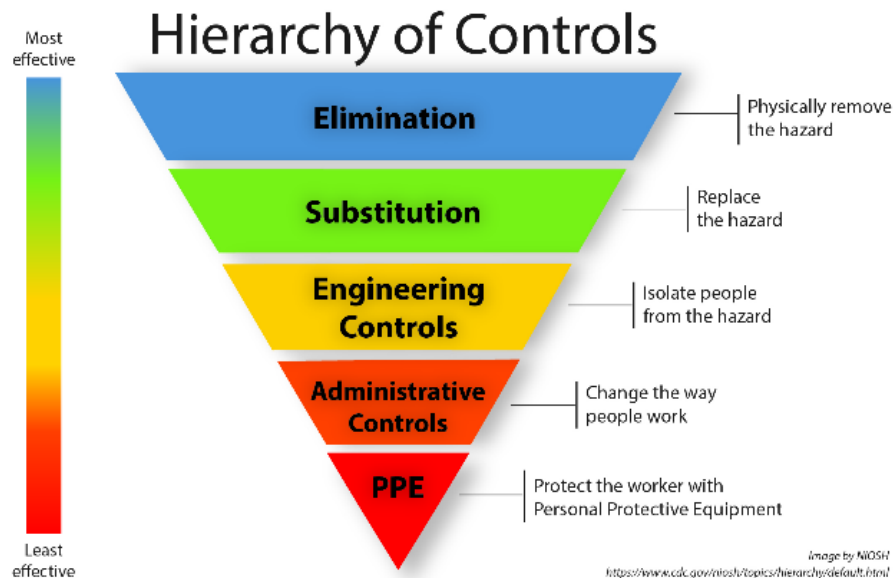 Hierarchy of Controls
Most
effective
Elimination
Physically remove
the hazard
Substitution
Replace
the hazard
Engineering
Controls
Isolate people
from the hazard
Administrative
Controls
Change the way
people work
PPE
Protect the worker with
Personal Protective Equipment
Least
effective
Image by NIOSH
https://www.cdc.gov/niosh/topics/hierarchy/default.html